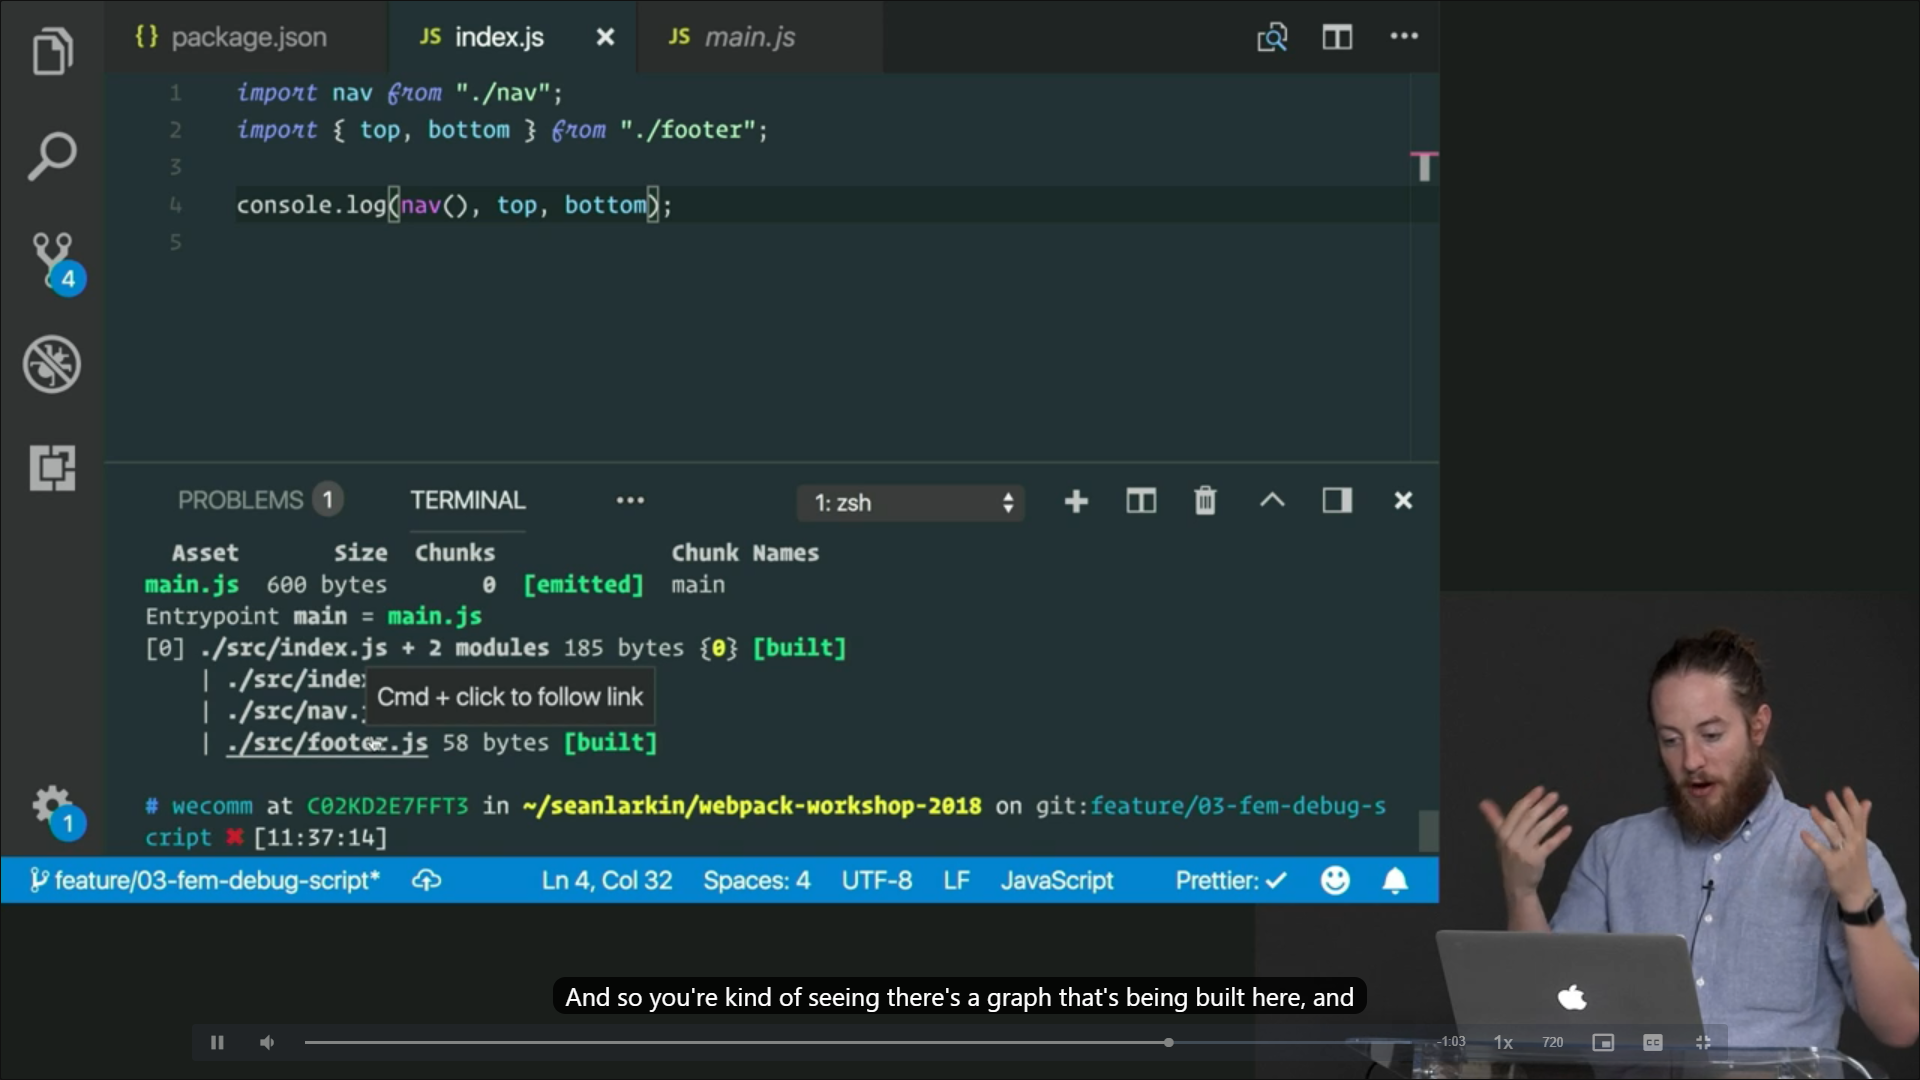 {} package.json
JS index.js
JS main.js
1 import nav from "./nav";
2 import { top, bottom } from "./footer";
3
4 console.log(nav(), top, bottom);
5
4
PROBLEMS 1
TERMINAL
1: zsh
Asset Size Chunks Chunk Names
main.js 600 bytes 0 [emitted] main
Entrypoint main = main.js
[0] ./src/index.js + 2 modules 185 bytes {0} [built]
| ./src/inde
Cmd + click to follow link
| ./src/nav.j
| ./src/footer.js 58 bytes [built]
# wecomm at C02KD2E7FFT3 in ~/seanlarkin/webpack-workshop-2018 on git:feature/03-fem-debug-s
cript ✖ [11:37:14]
1
feature/03-fem-debug-script* Ln 4, Col 32 Spaces: 4 UTF-8 LF JavaScript Prettier: ✓
And so you're kind of seeing there's a graph that's being built here, and
-1:03 1x 720 CC